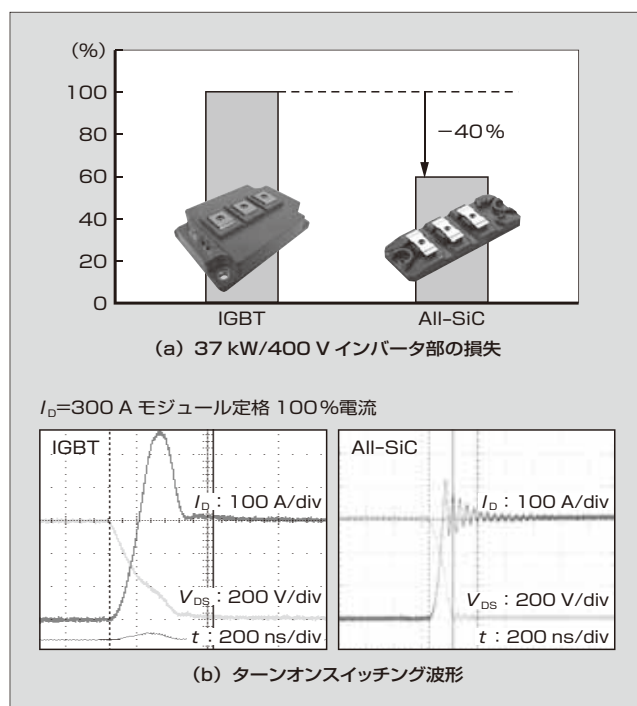 (%)
100
80
60
40
20
0
−40%
IGBT
All–SiC
(a) 37 kW/400 V インバータ部の損失
I_D=300 A モジュール定格 100%電流
IGBT
I_D:100 A/div
V_DS:200 V/div
t:200 ns/div
All–SiC
I_D:100 A/div
V_DS:200 V/div
t:200 ns/div
(b) ターンオンスイッチング波形